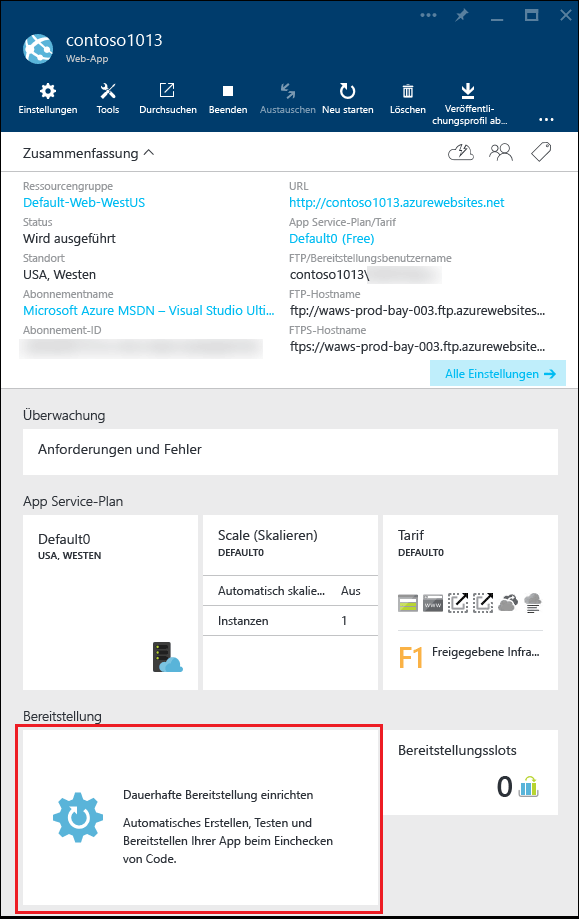 contoso1013
Web-App
Einstellungen
Tools
Durchsuchen
Beenden
Austauschen
Neu starten
Löschen
Veröffentli-
chungsprofil ab...
Zusammenfassung
Ressourcengruppe
Default-Web-WestUS
URL
http://contoso1013.azurewebsites.net
Status
Wird ausgeführt
App Service-Plan/Tarif
Default0 (Free)
Standort
USA, Westen
FTP/Bereitstellungsbenutzername
contoso1013\
Abonnementname
Microsoft Azure MSDN – Visual Studio Ulti...
FTP-Hostname
ftp://waws-prod-bay-003.ftp.azurewebsites...
Abonnement-ID
FTPS-Hostname
ftps://waws-prod-bay-003.ftp.azurewebsite...
Alle Einstellungen
Überwachung
Anforderungen und Fehler
App Service-Plan
Default0
USA, WESTEN
Scale (Skalieren)
DEFAULT0
Automatisch skalie... Aus
Instanzen 1
Tarif
DEFAULT0
WWW
F1 Freigegebene Infra...
Bereitstellung
Dauerhafte Bereitstellung einrichten
Automatisches Erstellen, Testen und
Bereitstellen Ihrer App beim Einchecken
von Code.
Bereitstellungsslots
0